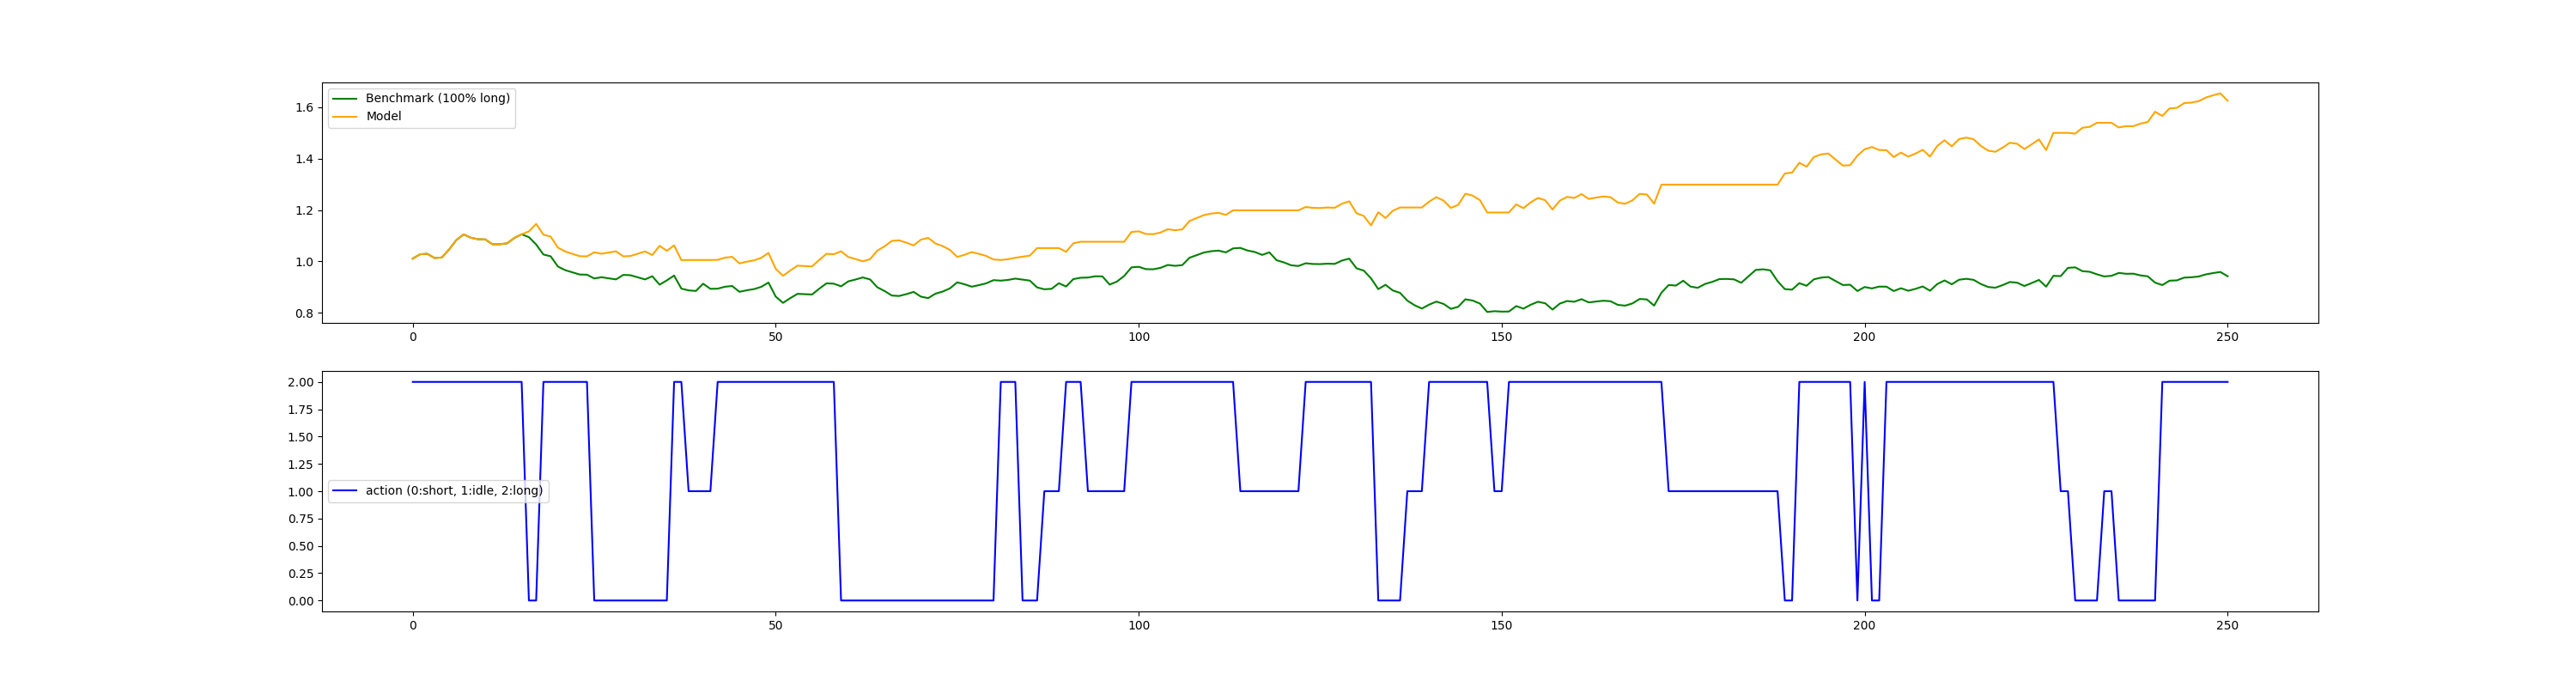 Benchmark (100% long)
Model
1.6
1.4
1.2
1.0
0.8
0 50 100 150 200 250
2.00
1.75
1.50
1.25
1.00
0.75
0.50
0.25
0.00
action (0:short, 1:idle, 2:long)
0 50 100 150 200 250